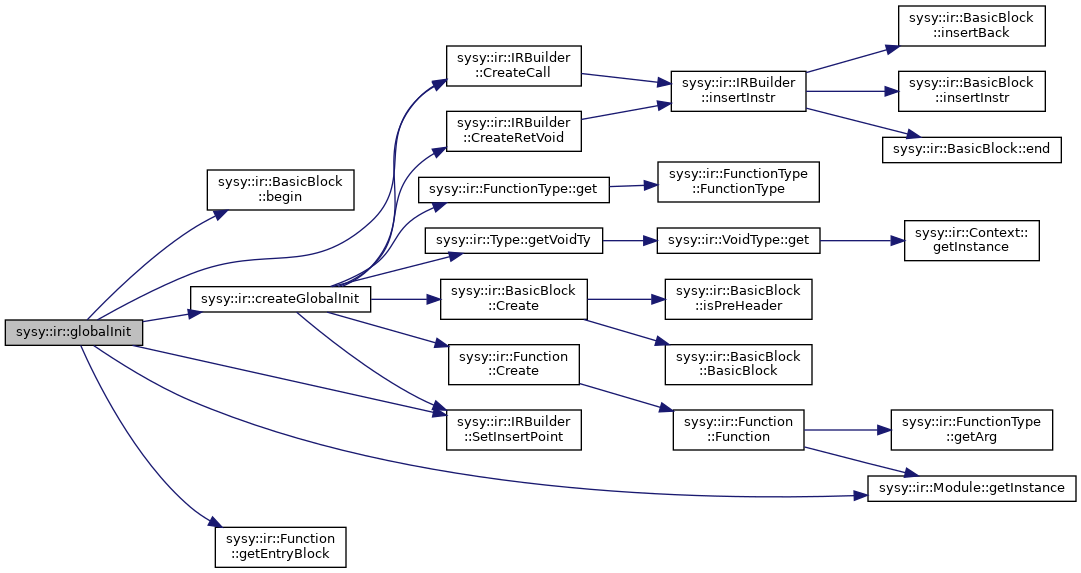 sysy::ir::globalInit
sysy::ir::BasicBlock
::begin
sysy::ir::createGlobalInit
sysy::ir::Function
::getEntryBlock
sysy::ir::IRBuilder
::CreateCall
sysy::ir::IRBuilder
::CreateRetVoid
sysy::ir::FunctionType::get
sysy::ir::Type::getVoidTy
sysy::ir::BasicBlock
::Create
sysy::ir::Function
::Create
sysy::ir::IRBuilder
::SetInsertPoint
sysy::ir::IRBuilder
::insertInstr
sysy::ir::FunctionType
::FunctionType
sysy::ir::VoidType::get
sysy::ir::BasicBlock
::isPreHeader
sysy::ir::BasicBlock
::BasicBlock
sysy::ir::Function
::Function
sysy::ir::BasicBlock
::insertBack
sysy::ir::BasicBlock
::insertInstr
sysy::ir::BasicBlock::end
sysy::ir::Context::
getInstance
sysy::ir::FunctionType
::getArg
sysy::ir::Module::getInstance